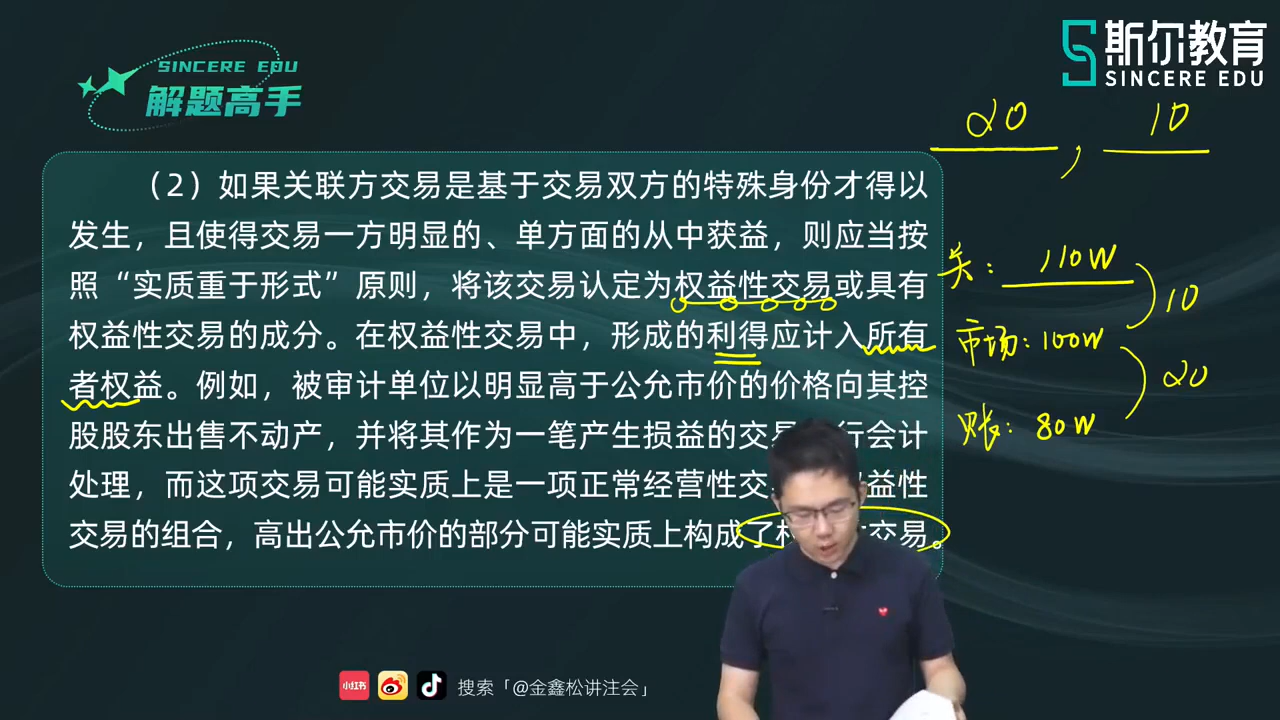 SINCERE EDU
解题高手
斯尔教育
SINCERE EDU
20 , 10
（2）如果关联方交易是基于交易双方的特殊身份才得以
发生，且使得交易一方明显的、单方面的从中获益，则应当按
照“实质重于形式”原则，将该交易认定为权益性交易或具有
权益性交易的成分。在权益性交易中，形成的利得应计入所有
者权益。例如，被审计单位以明显高于公允市价的价格向其控
股股东出售不动产，并将其作为一笔产生损益的交 行会计
处理，而这项交易可能实质上是一项正常经营性交 益性
交易的组合，高出公允市价的部分可能实质上构成了 交易。
关：110W
10
市场：100W
20
账：80W
小红书
搜索「@金鑫松讲注会」